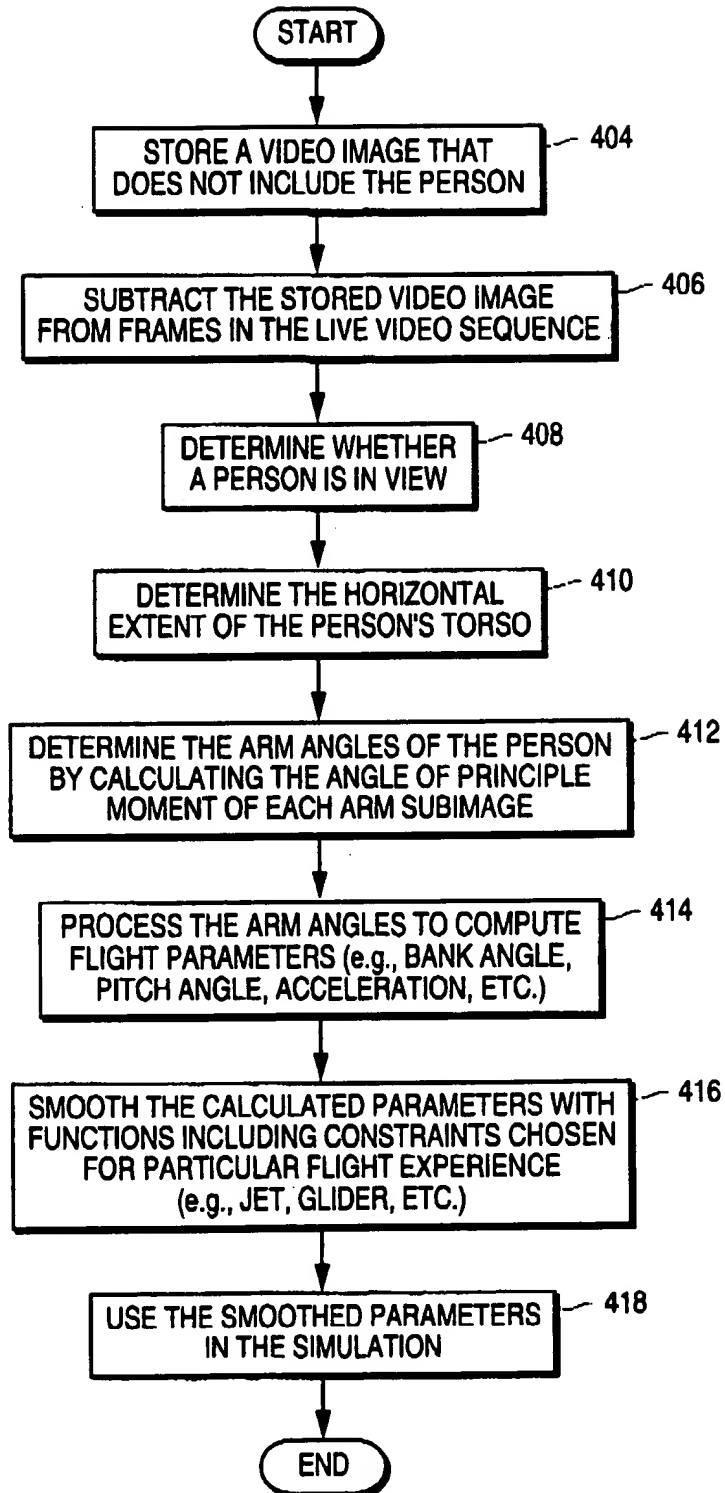 START
STORE A VIDEO IMAGE THAT
DOES NOT INCLUDE THE PERSON
404
SUBTRACT THE STORED VIDEO IMAGE
FROM FRAMES IN THE LIVE VIDEO SEQUENCE
406
DETERMINE WHETHER
A PERSON IS IN VIEW
408
DETERMINE THE HORIZONTAL
EXTENT OF THE PERSON'S TORSO
410
DETERMINE THE ARM ANGLES OF THE PERSON
BY CALCULATING THE ANGLE OF PRINCIPLE
MOMENT OF EACH ARM SUBIMAGE
412
PROCESS THE ARM ANGLES TO COMPUTE
FLIGHT PARAMETERS (e.g., BANK ANGLE,
PITCH ANGLE, ACCELERATION, ETC.)
414
SMOOTH THE CALCULATED PARAMETERS WITH
FUNCTIONS INCLUDING CONSTRAINTS CHOSEN
FOR PARTICULAR FLIGHT EXPERIENCE
(e.g., JET, GLIDER, ETC.)
416
USE THE SMOOTHED PARAMETERS
IN THE SIMULATION
418
END